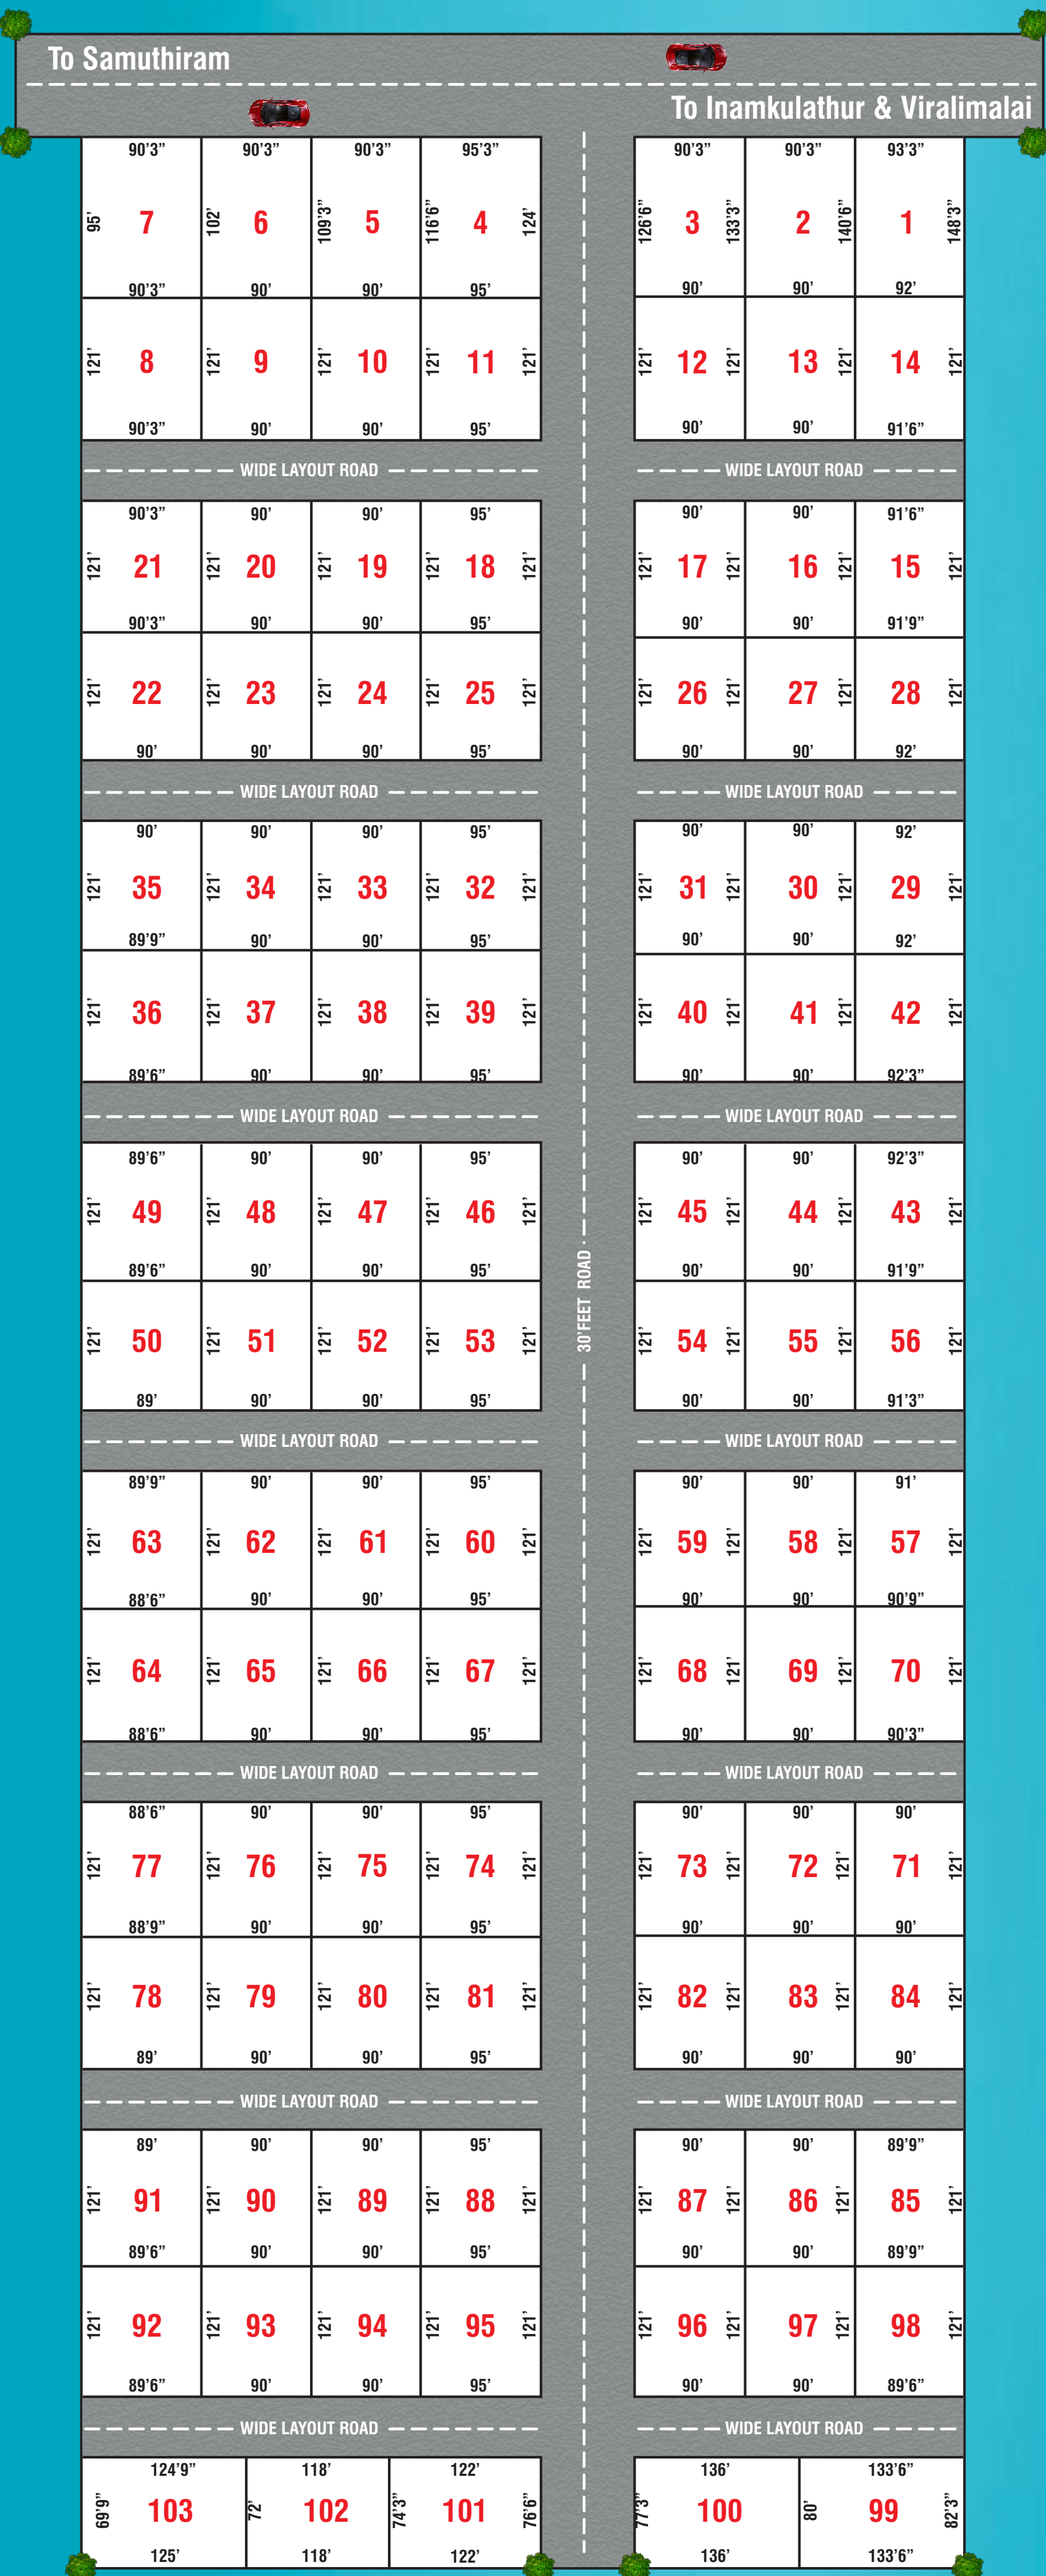 To Samuthiram
To Inamkulathur & Viralimalai
90'3" 90'3" 90'3" 95'3" 90'3" 90'3" 93'3"
95' 7 102' 6 109'3" 5 116'6" 4 124' 126'6" 3 133'3" 2 140'6" 1 148'3"
90'3" 90' 90' 95' 90' 90' 92'
121' 8 121' 9 121' 10 121' 11 121' 121' 12 121' 13 121' 14 121'
90'3" 90' 90' 95' 90' 90' 91'6"
WIDE LAYOUT ROAD WIDE LAYOUT ROAD
90'3" 90' 90' 95' 90' 90' 91'6"
121' 21 121' 20 121' 19 121' 18 121' 121' 17 121' 16 121' 15 121'
90'3" 90' 90' 95' 90' 90' 91'9"
121' 22 121' 23 121' 24 121' 25 121' 121' 26 121' 27 121' 28 121'
90' 90' 90' 95' 90' 90' 92'
WIDE LAYOUT ROAD WIDE LAYOUT ROAD
90' 90' 90' 95' 90' 90' 92'
121' 35 121' 34 121' 33 121' 32 121' 121' 31 121' 30 121' 29 121'
89'9" 90' 90' 95' 90' 90' 92'
121' 36 121' 37 121' 38 121' 39 121' 121' 40 121' 41 121' 42 121'
89'6" 90' 90' 95' 90' 90' 92'3"
WIDE LAYOUT ROAD WIDE LAYOUT ROAD
89'6" 90' 90' 95' 90' 90' 92'3"
121' 49 121' 48 121' 47 121' 46 121' 121' 45 121' 44 121' 43 121'
89'6" 90' 90' 95' 90' 90' 91'9"
30'FEET ROAD
121' 50 121' 51 121' 52 121' 53 121' 121' 54 121' 55 121' 56 121'
89' 90' 90' 95' 90' 90' 91'3"
WIDE LAYOUT ROAD WIDE LAYOUT ROAD
89'9" 90' 90' 95' 90' 90' 91'
121' 63 121' 62 121' 61 121' 60 121' 121' 59 121' 58 121' 57 121'
88'6" 90' 90' 95' 90' 90' 90'9"
121' 64 121' 65 121' 66 121' 67 121' 121' 68 121' 69 121' 70 121'
88'6" 90' 90' 95' 90' 90' 90'3"
WIDE LAYOUT ROAD WIDE LAYOUT ROAD
88'6" 90' 90' 95' 90' 90' 90'
121' 77 121' 76 121' 75 121' 74 121' 121' 73 121' 72 121' 71 121'
88'9" 90' 90' 95' 90' 90' 90'
121' 78 121' 79 121' 80 121' 81 121' 121' 82 121' 83 121' 84 121'
89' 90' 90' 95' 90' 90' 90'
WIDE LAYOUT ROAD WIDE LAYOUT ROAD
89' 90' 90' 95' 90' 90' 89'9"
121' 91 121' 90 121' 89 121' 88 121' 121' 87 121' 86 121' 85 121'
89'6" 90' 90' 95' 90' 90' 89'9"
121' 92 121' 93 121' 94 121' 95 121' 121' 96 121' 97 121' 98 121'
89'6" 90' 90' 95' 90' 90' 89'6"
WIDE LAYOUT ROAD WIDE LAYOUT ROAD
124'9" 118' 122' 136' 133'6"
69'9" 103 72' 102 74'3" 101 76'6" 77'3" 100 80' 99 82'3"
125' 118' 122' 136' 133'6"